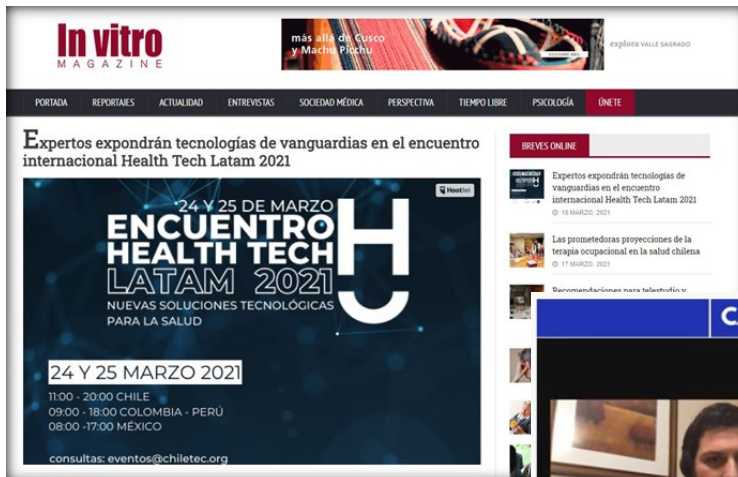 In vitro
MAGAZINE
más allá de Cusco
y Machu Picchu
explora VALLE SAGRADO
PORTADA REPORTAJES ACTUALIDAD ENTREVISTAS SOCIEDAD MÉDICA PERSPECTIVA TIEMPO LIBRE PSICOLOGÍA ÚNETE
Expertos expondrán tecnologías de vanguardias en el encuentro
internacional Health Tech Latam 2021
Hootlet
24 Y 25 DE MARZO
ENCUENTRO
HEALTH TECH
LATAM 2021
NUEVAS SOLUCIONES TECNOLÓGICAS
PARA LA SALUD
24 Y 25 MARZO 2021
11:00 - 20:00 CHILE
09:00 - 18:00 COLOMBIA - PERÚ
08:00 -17:00 MÉXICO
consultas: eventos@chiletec.org
BREVES ONLINE
Expertos expondrán tecnologías de
vanguardias en el encuentro
internacional Health Tech Latam 2021
18 MARZO, 2021
Las prometedoras proyecciones de la
terapia ocupacional en la salud chilena
17 MARZO, 2021
Recomendaciones para telestudio y